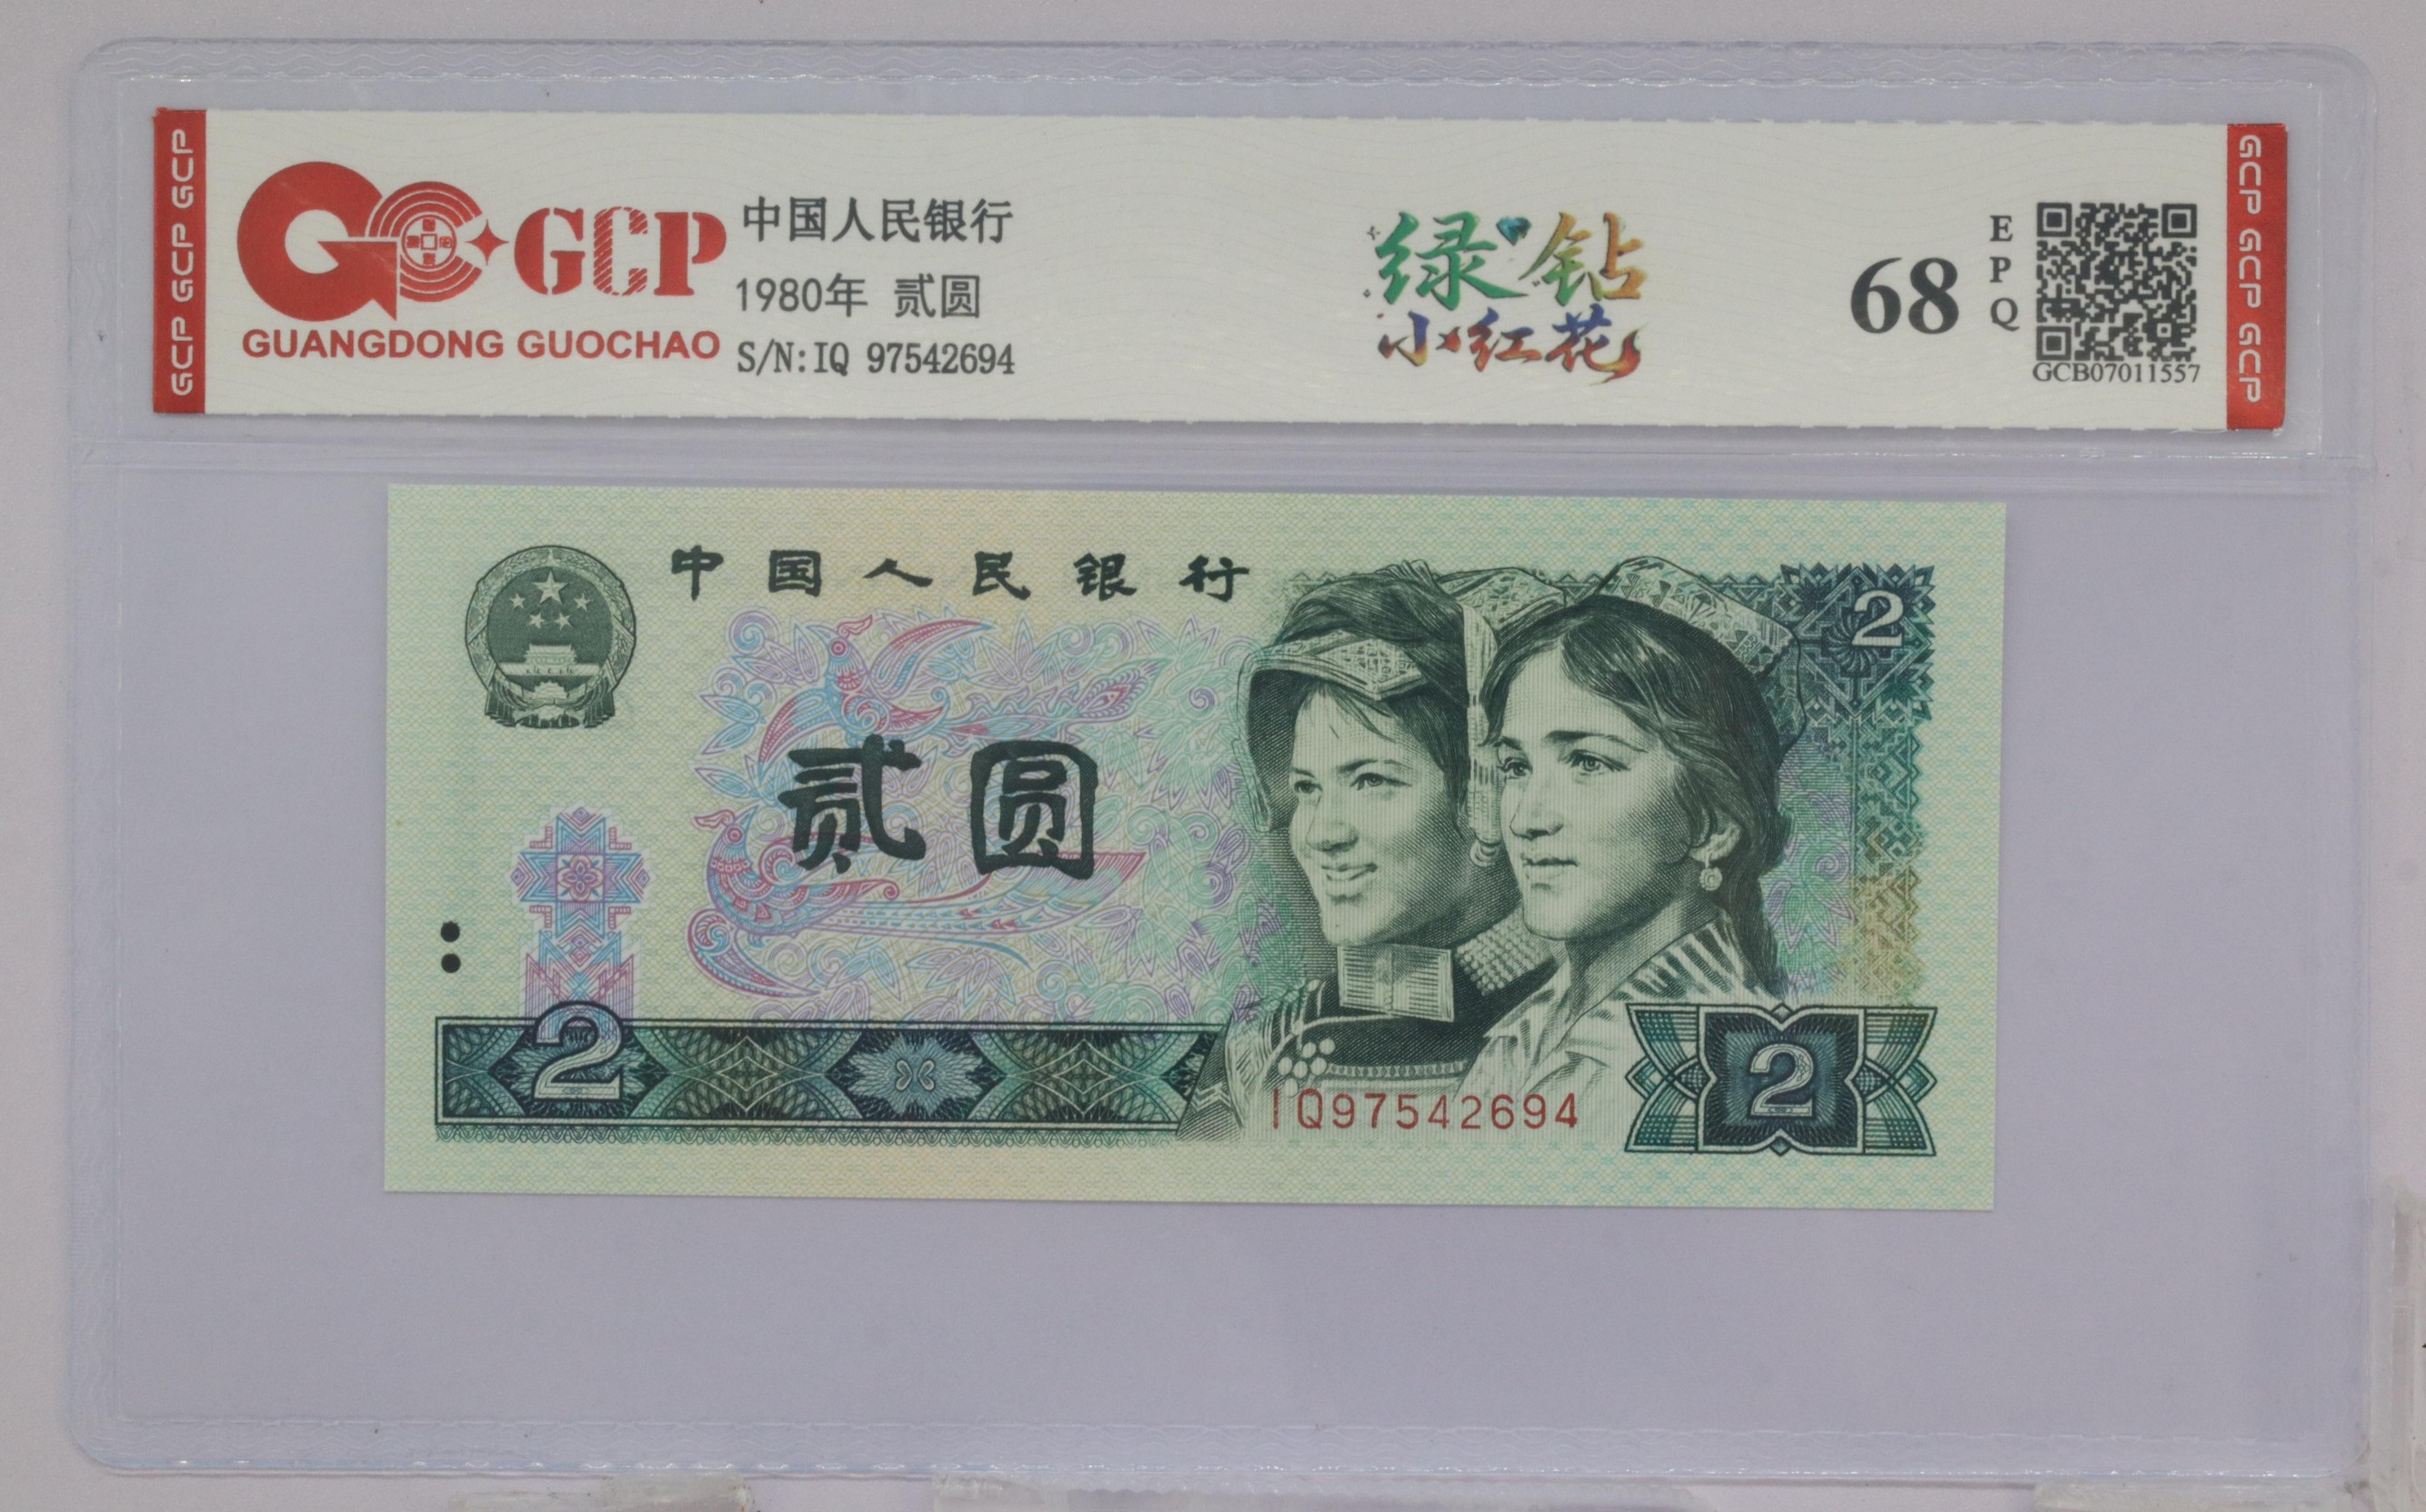 GCP GCP GCP
GCP
GUANGDONG GUOCHAO
中国人民银行
1980年 贰圆
S/N:IQ 97542694
绿钻
小红花
68
EPQ
GCB07011557
GCP GCP GCP
中国人民银行
2
贰圆
2
IQ97542694
2